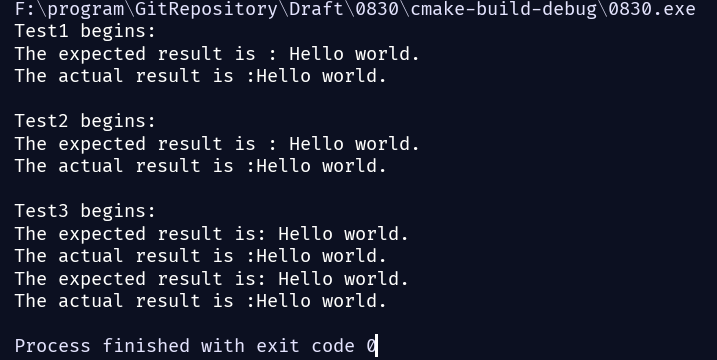 F:\program\GitRepository\Draft\0830\cmake-build-debug\0830.exe
Test1 begins:
The expected result is : Hello world.
The actual result is :Hello world.
Test2 begins:
The expected result is : Hello world.
The actual result is :Hello world.
Test3 begins:
The expected result is: Hello world.
The actual result is :Hello world.
The expected result is: Hello world.
The actual result is :Hello world.
Process finished with exit code 0